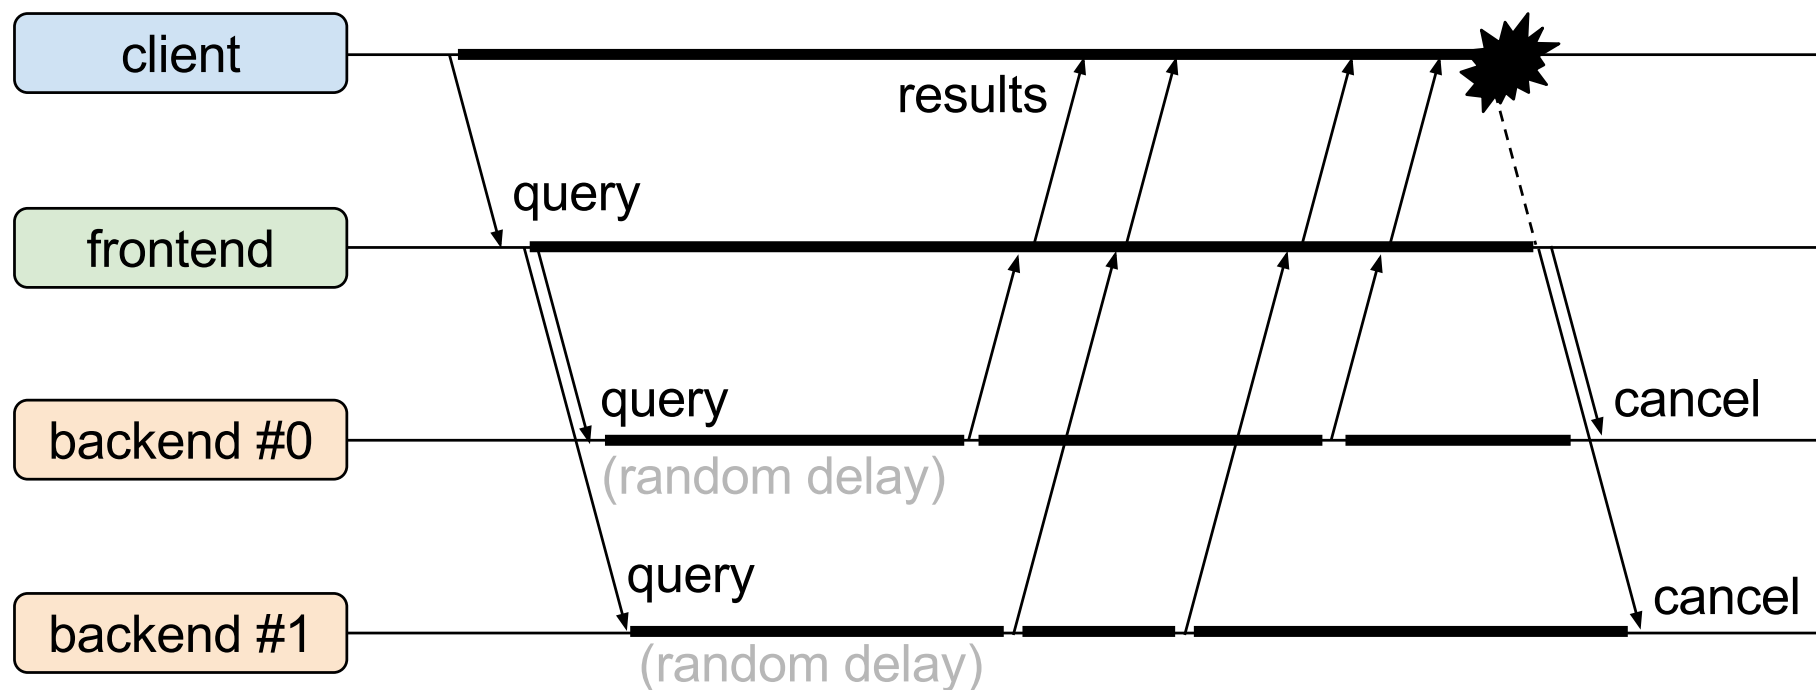 client
results
query
frontend
query
cancel
backend #0
(random delay)
query
cancel
backend #1
(random delay)